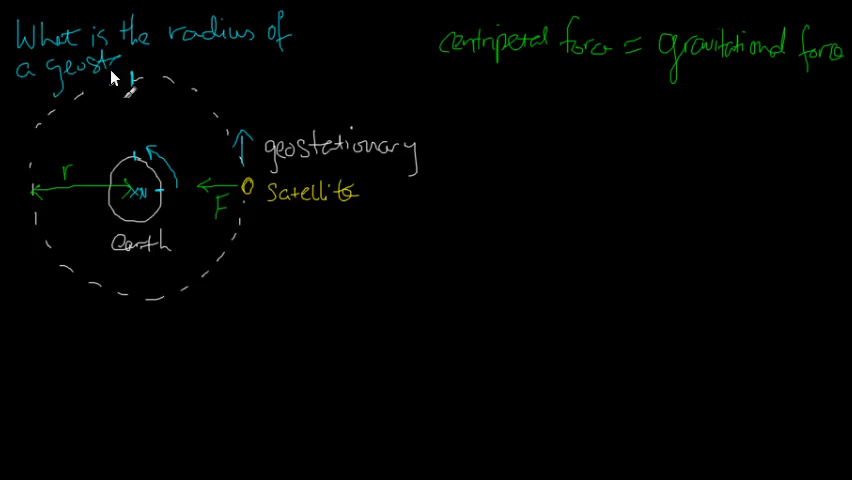 What is the radius of
a geost
centripetal force = gravitational force
r
N
F
geostationary
satellite
earth